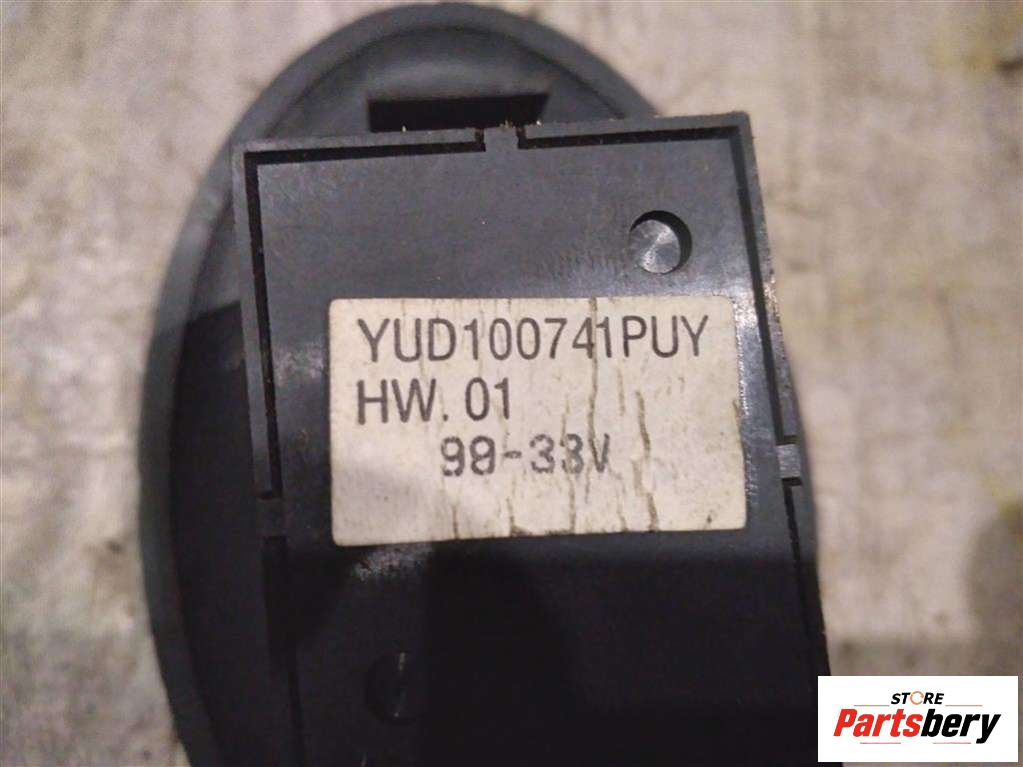 YUD100741PUY
HW. 01
98-33V
STORE
Partsbery